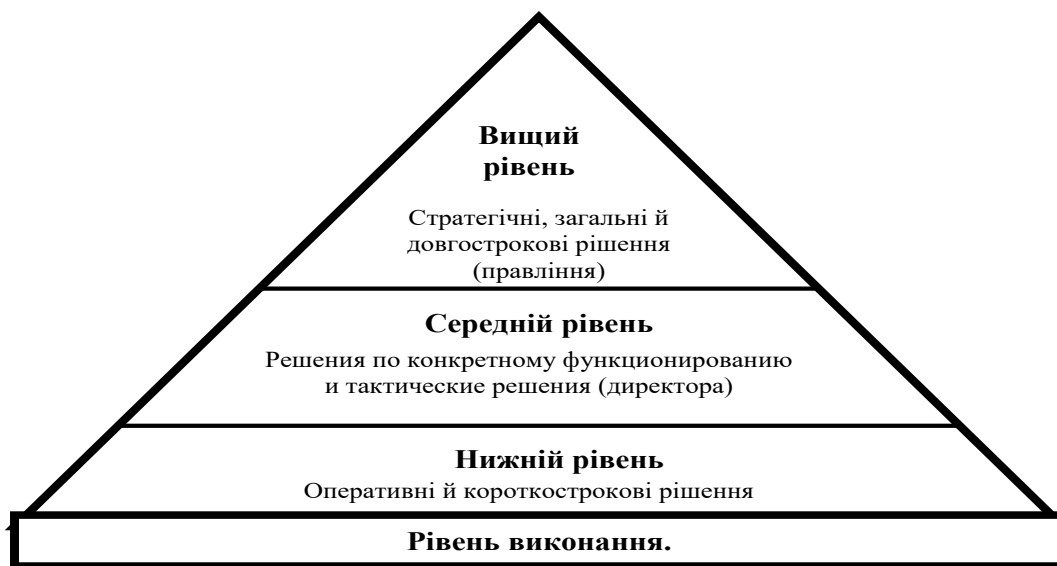 Вищий
рівень
Стратегічні, загальні й
довгострокові рішення
(правління)
Середній рівень
Решения по конкретному функционированию
и тактические решения (директора)
Нижній рівень
Оперативні й короткострокові рішення
Рівень виконання.